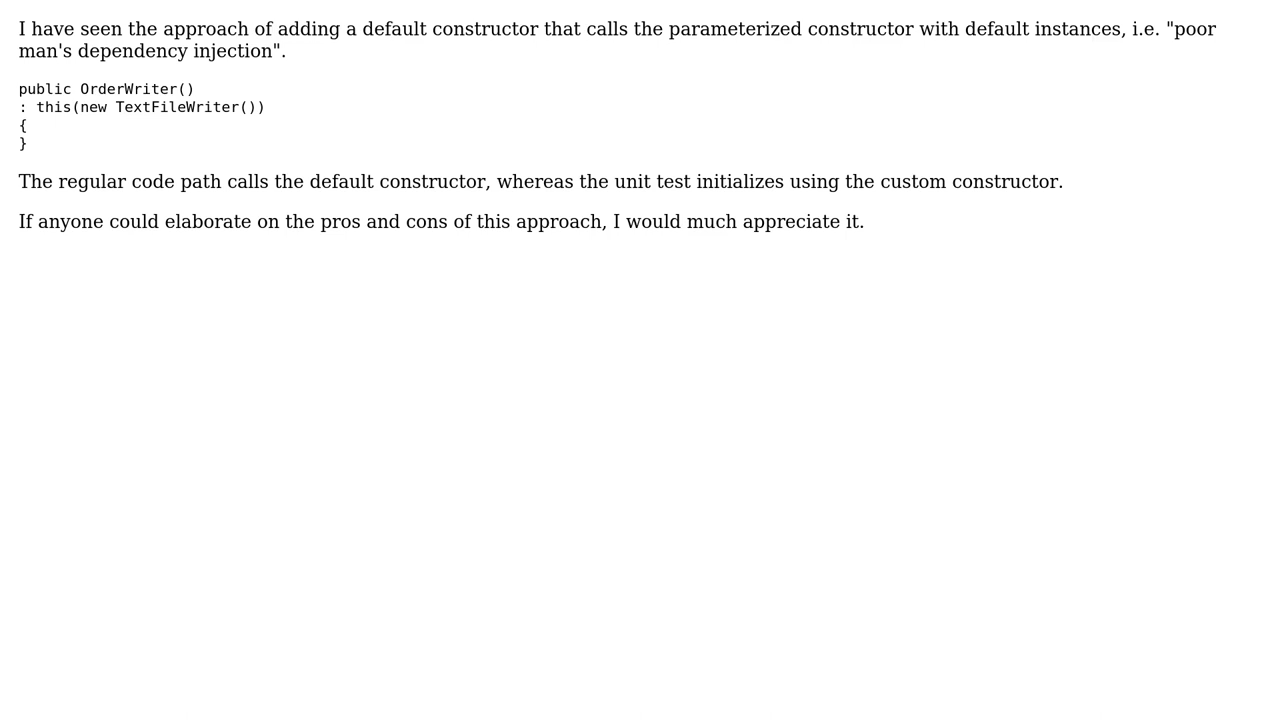 I have seen the approach of adding a default constructor that calls the parameterized constructor with default instances, i.e. "poor
man's dependency injection".
public OrderWriter()
: this(new TextFileWriter())
{
}
The regular code path calls the default constructor, whereas the unit test initializes using the custom constructor.
If anyone could elaborate on the pros and cons of this approach, I would much appreciate it.